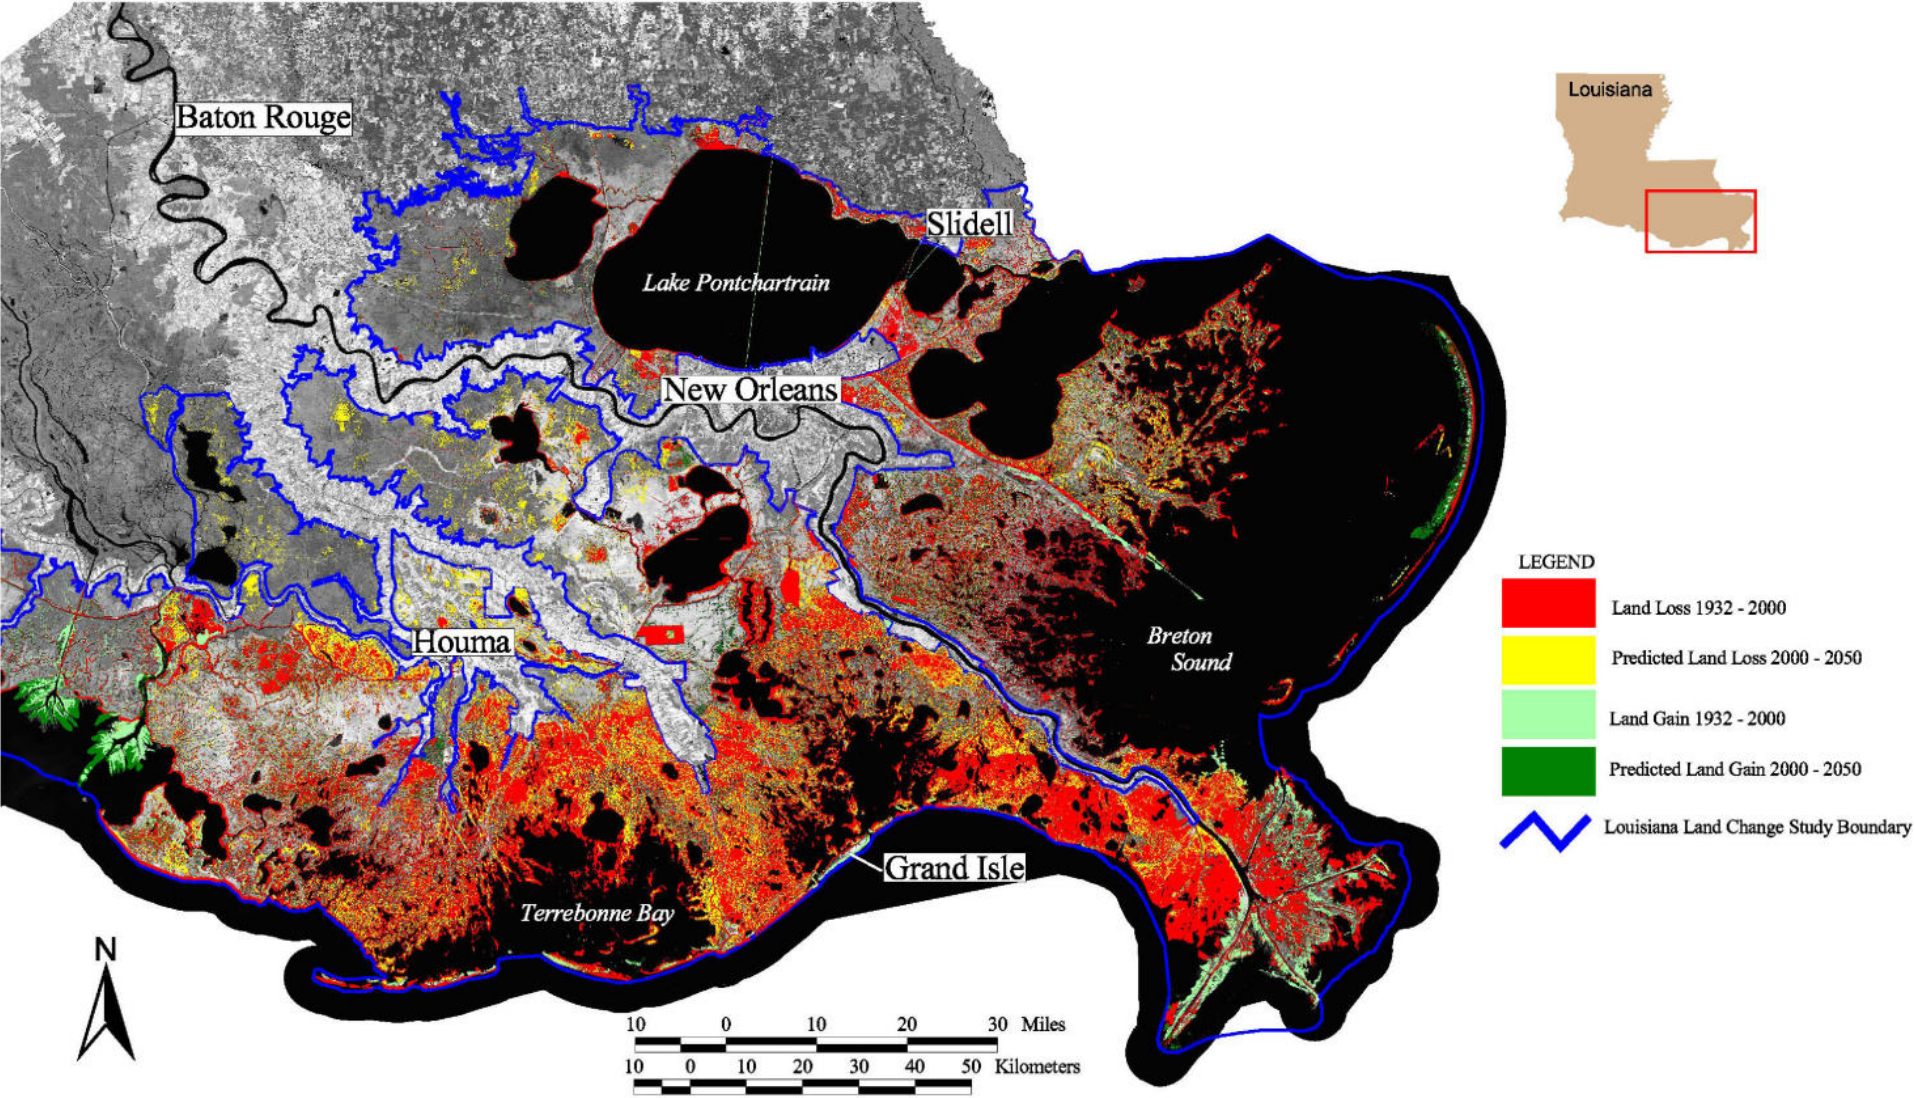 Baton Rouge
Louisiana
Slidell
Lake Pontchartrain
New Orleans
LEGEND
Land Loss 1932 - 2000
Houma
Breton
Sound
Predicted Land Loss 2000 - 2050
Land Gain 1932 - 2000
Predicted Land Gain 2000 - 2050
Louisiana Land Change Study Boundary
Grand Isle
Terrebonne Bay
N
10 0 10 20 30 Miles
10 0 10 20 30 40 50 Kilometers